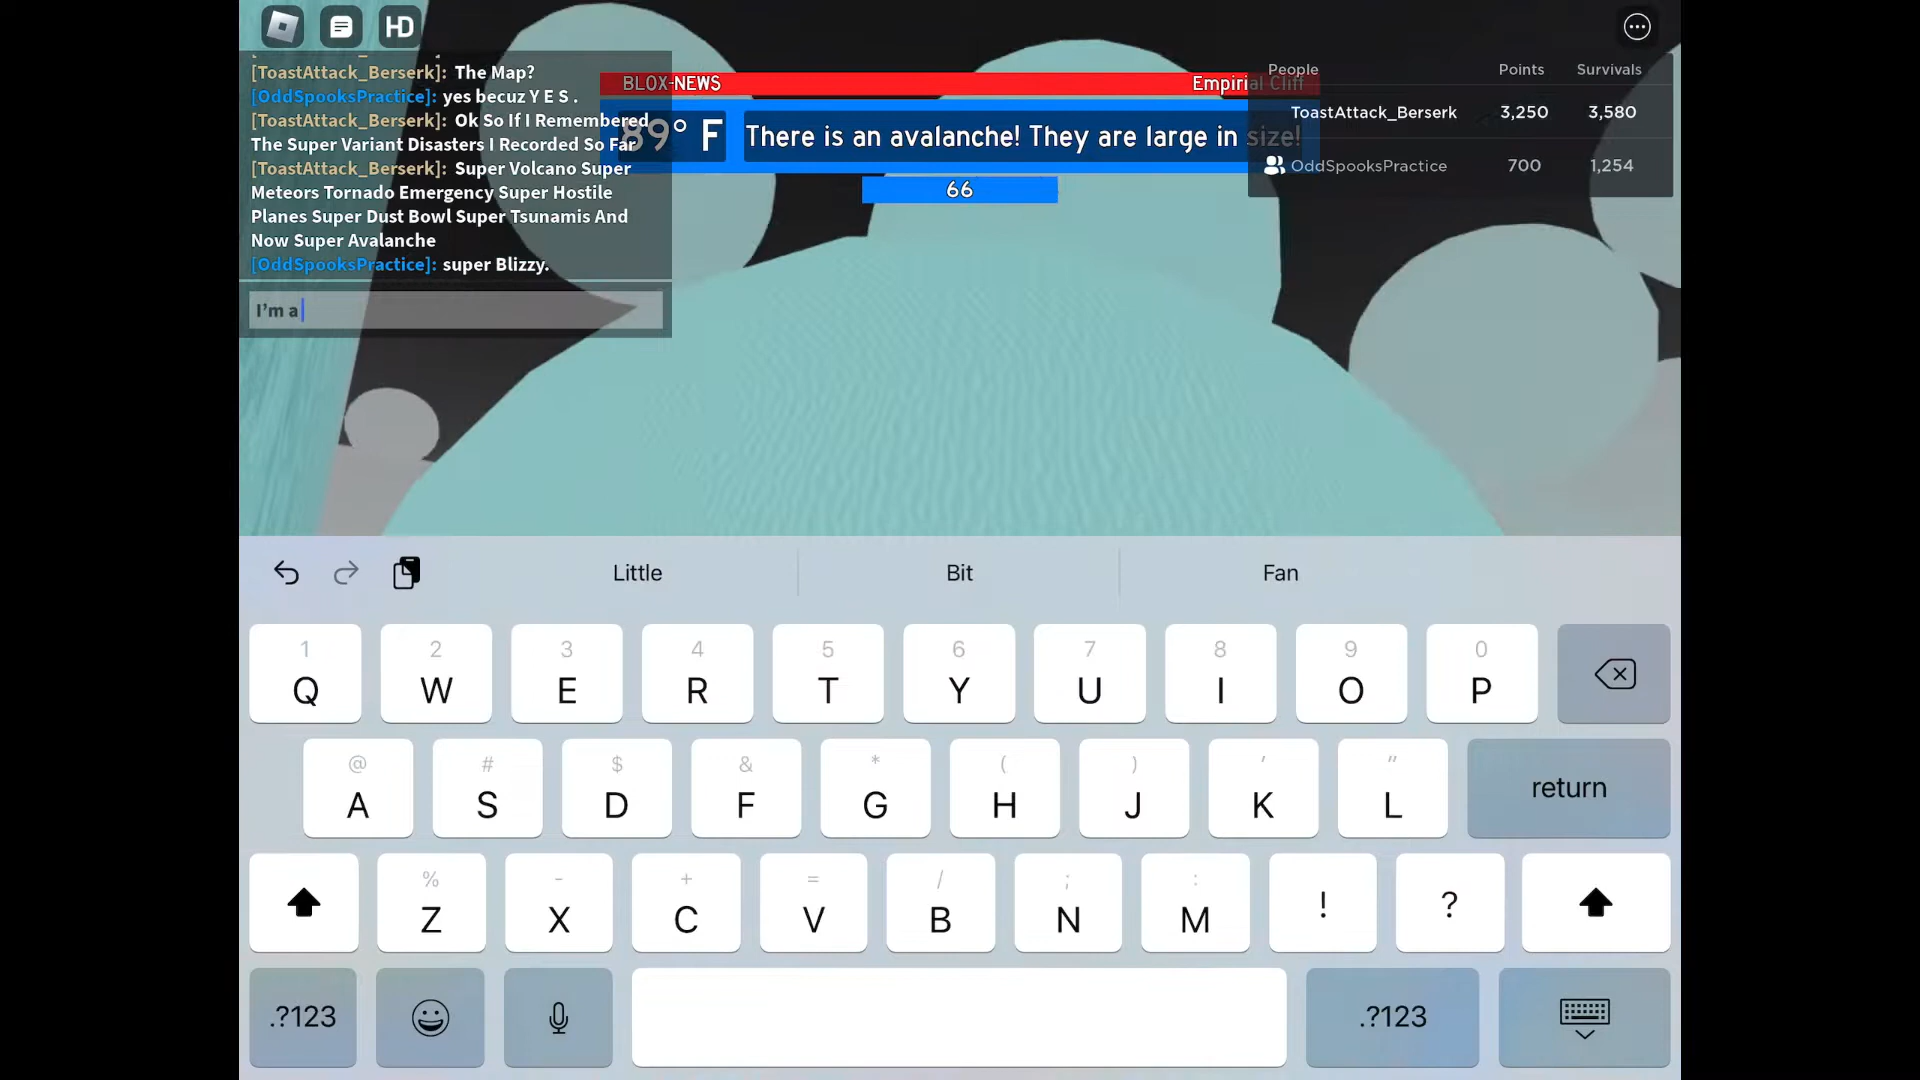 HD
[ToastAttack_Berserk]: The Map?
[OddSpooksPractice]: yes becuz Y E S .
[ToastAttack_Berserk]: Ok So If I Remembered
The Super Variant Disasters I Recorded So Far
[ToastAttack_Berserk]: Super Volcano Super
Meteors Tornado Emergency Super Hostile
Planes Super Dust Bowl Super Tsunamis And
Now Super Avalanche
[OddSpooksPractice]: super Blizzy.
I'm a
BLOX-NEWS
Empirial Cliff
89° F
There is an avalanche! They are large in size!
66
People Points Survivals
ToastAttack_Berserk 3,250 3,580
OddSpooksPractice 700 1,254
Little Bit Fan
1 2 3 4 5 6 7 8 9 0
Q W E R T Y U I O P
@ # $ & * ( ) ' "
A S D F G H J K L return
% - + = / ; :
Z X C V B N M ! ?
.?123 .?123